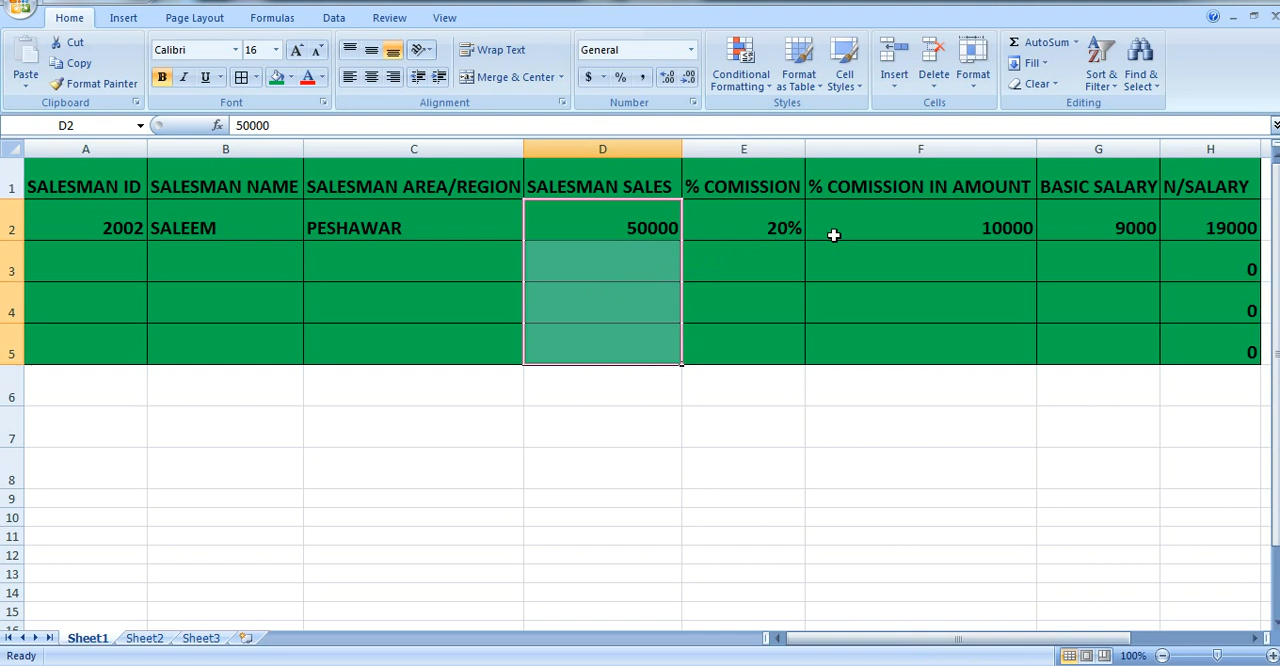 Home Insert Page Layout Formulas Data Review View
Cut Calibri 16 A A Wrap Text General AutoSum
Copy Fill
Paste Format Painter B I U A Merge & Center $ % , .0 .00 Conditional Formatting Format as Table Cell Styles Insert Delete Format Clear Sort & Filter Find & Select
Clipboard Font Alignment Number Styles Cells Editing
D2 fx 50000
A B C D E F G H
1 SALESMAN ID SALESMAN NAME SALESMAN AREA/REGION SALESMAN SALES % COMISSION % COMISSION IN AMOUNT BASIC SALARY N/SALARY
2 2002 SALEEM PESHAWAR 50000 20% 10000 9000 19000
3 0
4 0
5 0
6
7
8
9
10
11
12
13
14
15
Sheet1 Sheet2 Sheet3
Ready 100%